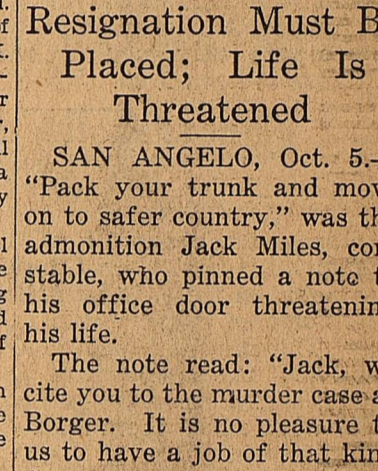 Resignation Must B
Placed; Life Is
Threatened
SAN ANGELO, Oct. 5.-
"Pack your trunk and mov
on to safer country," was th
admonition Jack Miles, con
stable, who pinned a note t
his office door threatenin
his life.
The note read: "Jack, w
cite you to the murder case a
Borger. It is no pleasure t
us to have a job of that kin